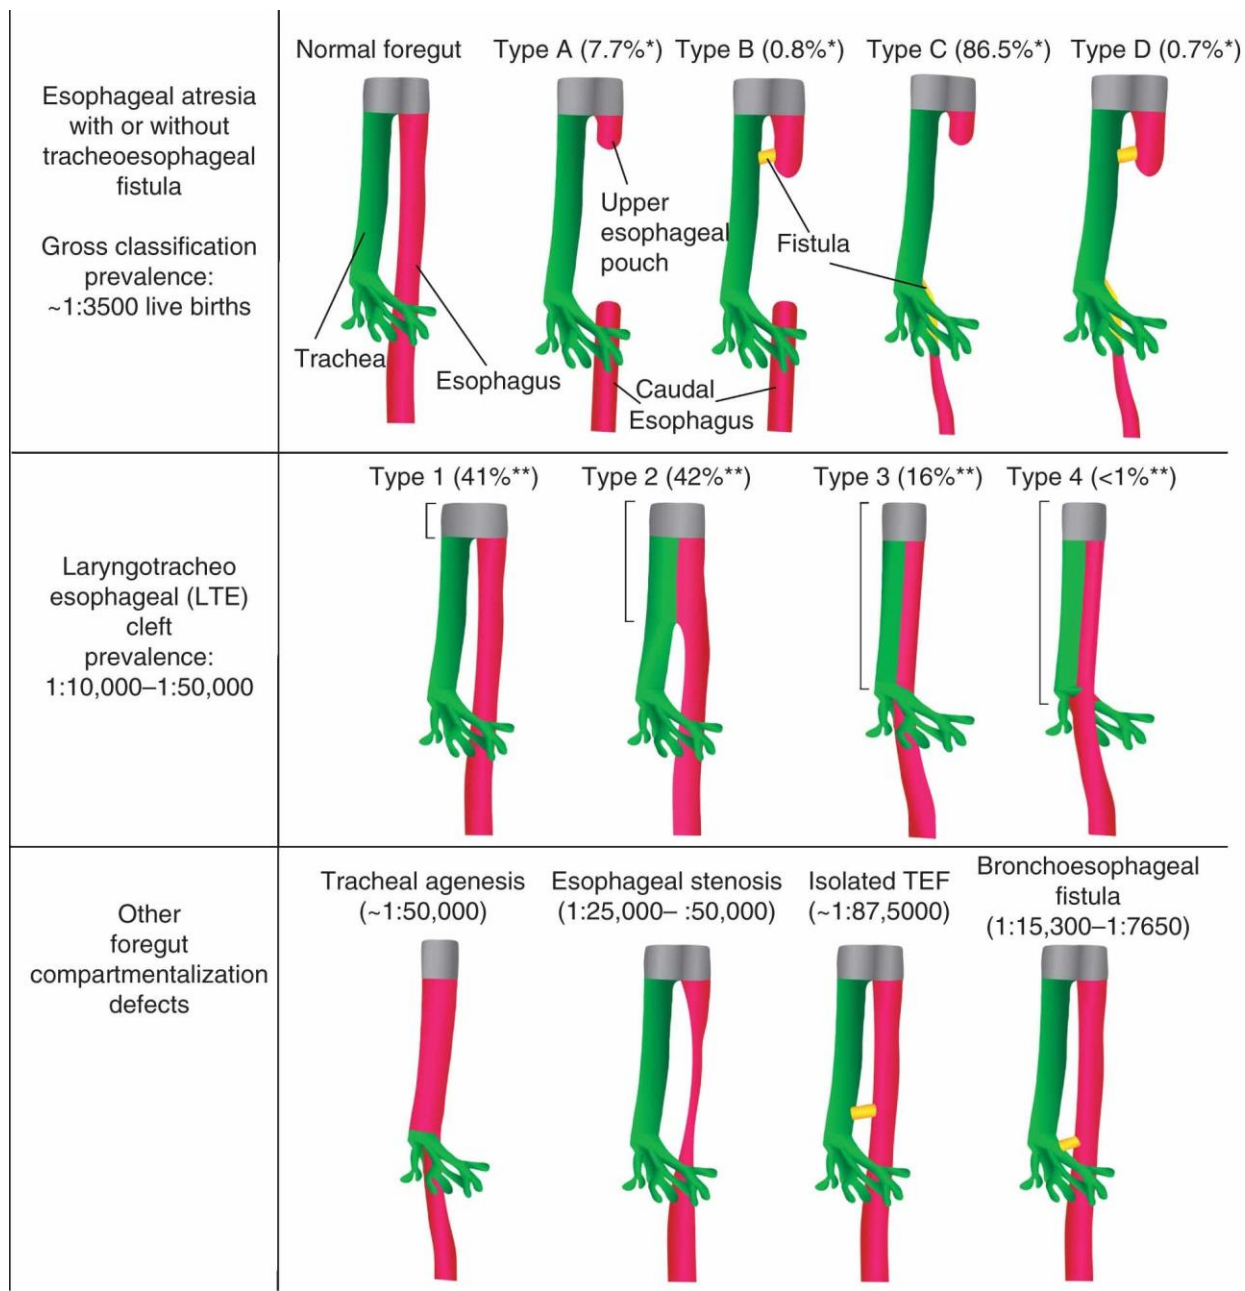 Esophageal atresia
with or without
tracheoesophageal
fistula
Gross classification
prevalence:
~1:3500 live births
Normal foregut
Type A (7.7%*)
Type B (0.8%*)
Type C (86.5%*)
Type D (0.7%*)
Upper
esophageal
pouch
Fistula
Trachea
Esophagus
Caudal
Esophagus
Laryngotracheo
esophageal (LTE)
cleft
prevalence:
1:10,000–1:50,000
Type 1 (41%**)
Type 2 (42%**)
Type 3 (16%**)
Type 4 (<1%**)
Other
foregut
compartmentalization
defects
Tracheal agenesis
(~1:50,000)
Esophageal stenosis
(1:25,000– :50,000)
Isolated TEF
(~1:87,5000)
Bronchoesophageal
fistula
(1:15,300–1:7650)